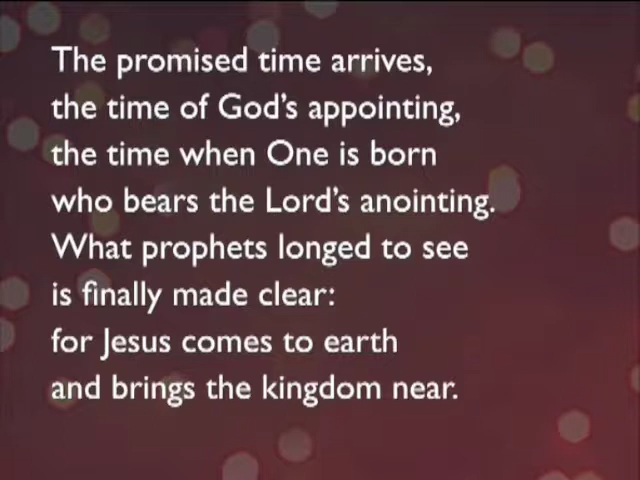 The promised time arrives,
the time of God's appointing,
the time when One is born
who bears the Lord's anointing.
What prophets longed to see
is finally made clear:
for Jesus comes to earth
and brings the kingdom near.